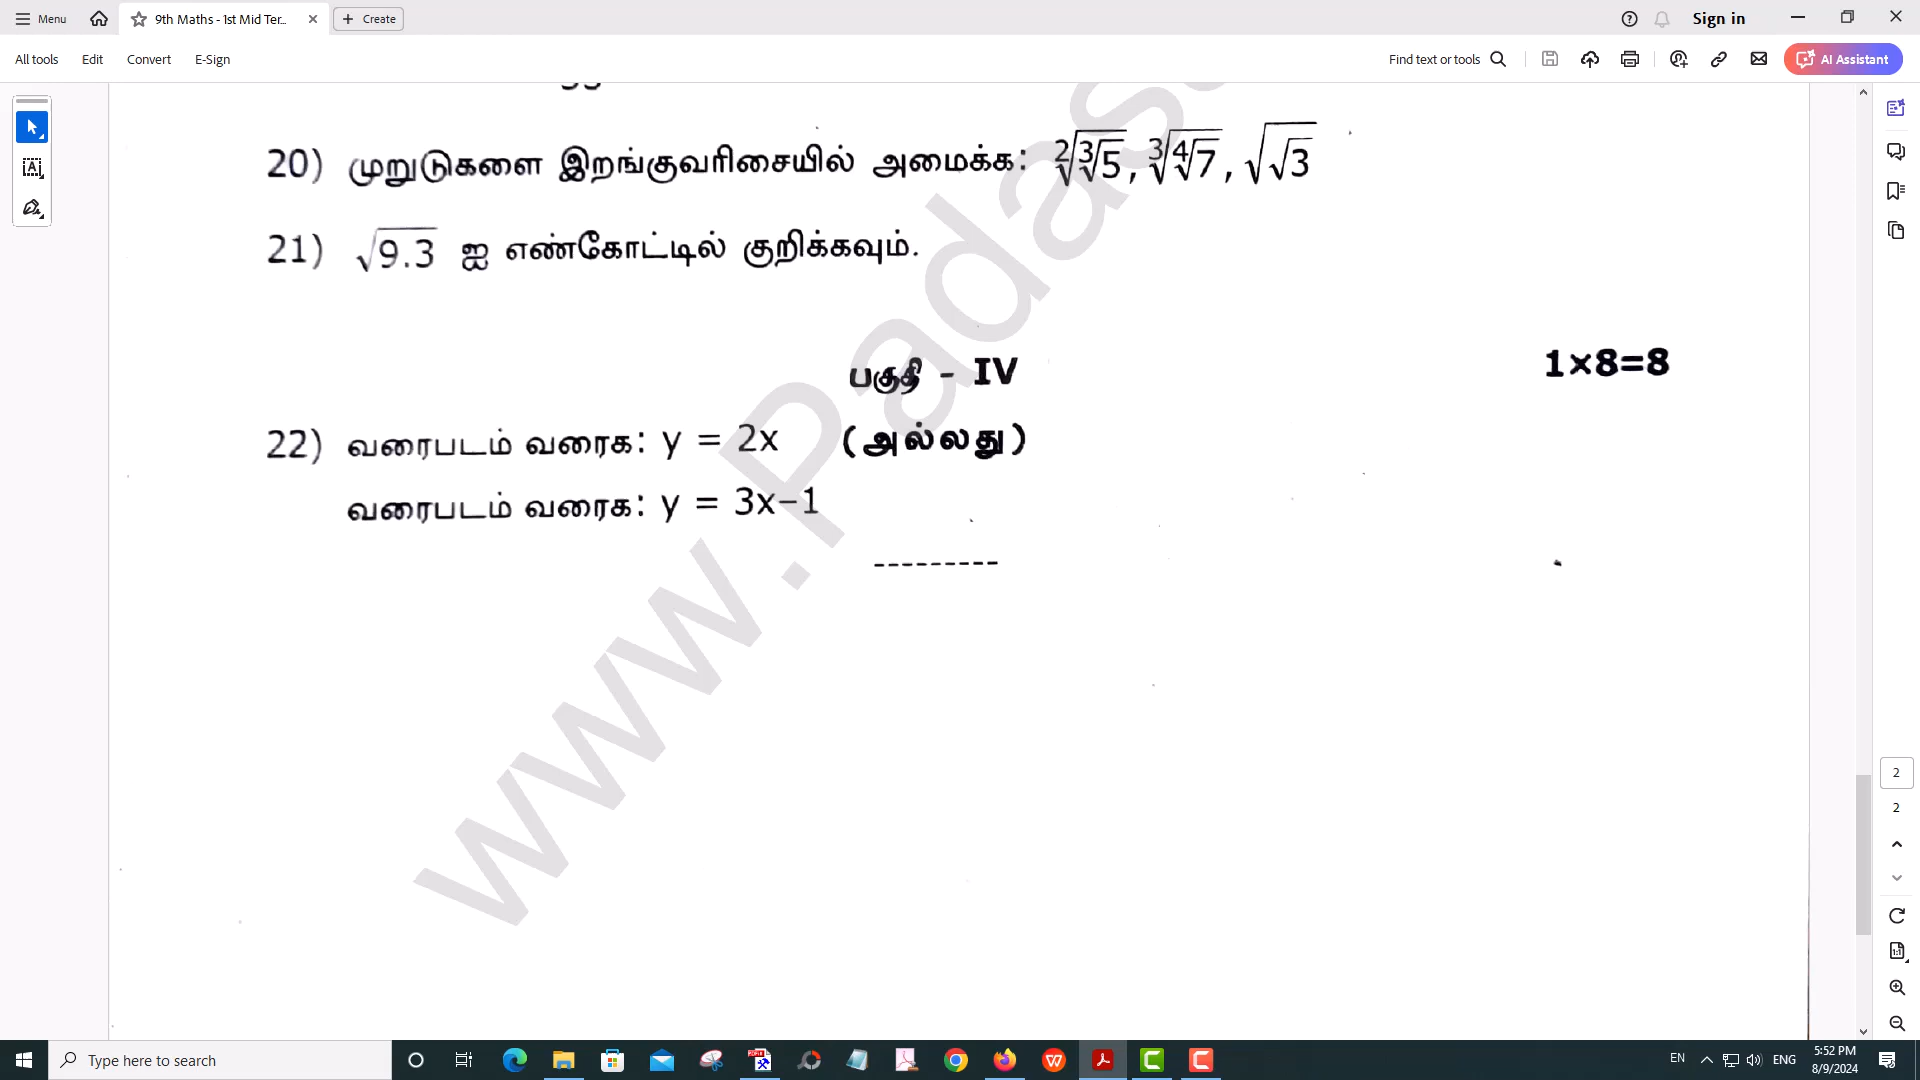 Menu
9th Maths - 1st Mid Ter...
Create
Sign in
All tools
Edit
Convert
E-Sign
Find text or tools
AI Assistant
20) முறுடுகளை இறங்குவரிசையில் அமைக்க: ²√³√5, ³√⁴√7, √√3
21) √9.3 ஐ எண்கோட்டில் குறிக்கவும்.
பகுதி - IV
1×8=8
22) வரைபடம் வரைக: y = 2x (அல்லது)
வரைபடம் வரைக: y = 3x-1
---------
www.Padas
2
2
Type here to search
EN
ENG
5:52 PM
8/9/2024